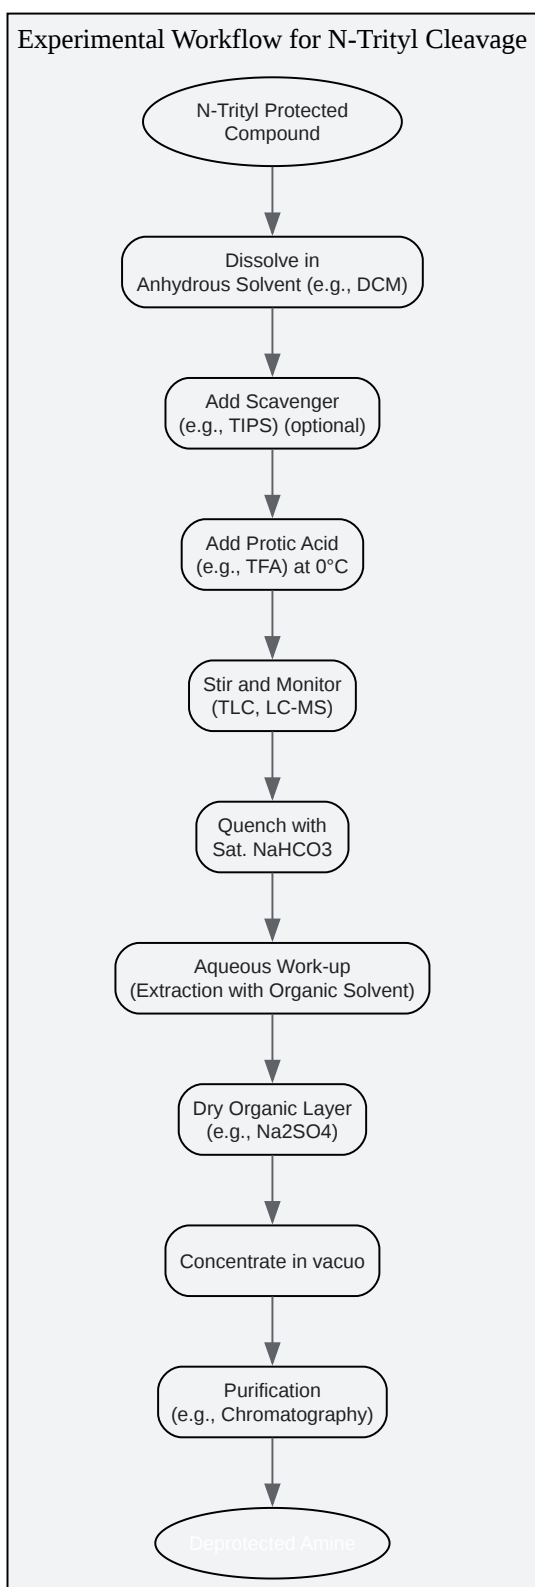 Experimental Workflow for N-Trityl Cleavage
N-Trityl Protected
Compound
Dissolve in
Anhydrous Solvent (e.g., DCM)
Add Scavenger
(e.g., TIPS) (optional)
Add Protic Acid
(e.g., TFA) at 0°C
Stir and Monitor
(TLC, LC-MS)
Quench with
Sat. NaHCO3
Aqueous Work-up
(Extraction with Organic Solvent)
Dry Organic Layer
(e.g., Na2SO4)
Concentrate in vacuo
Purification
(e.g., Chromatography)
Deprotected Amine